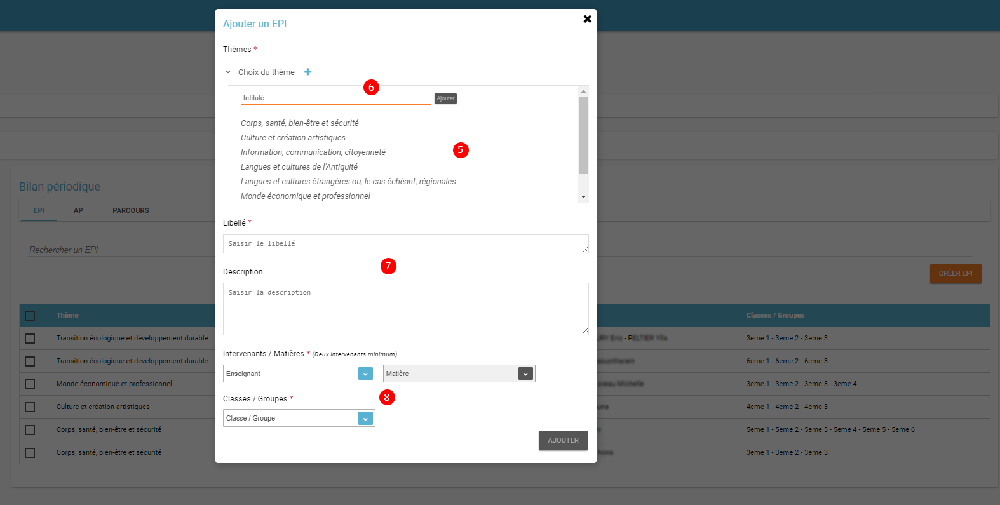 Ajouter un EPI
Thèmes *
Choix du thème
6
Intitulé
Ajouter
Corps, santé, bien-être et sécurité
Culture et création artistiques
Information, communication, citoyenneté
5
Langues et cultures de l'Antiquité
Langues et cultures étrangères ou, le cas échéant, régionales
Monde économique et professionnel
Libellé *
Saisir le libellé
7
Description
Saisir la description
Intervenants / Matières * (Deux intervenants minimum)
Enseignant
Matière
8
Classes / Groupes *
Classe / Groupe
AJOUTER
Bilan périodique
EPI AP PARCOURS
Rechercher un EPI
CRÉER EPI
Thème Classes / Groupes
Transition écologique et développement durable Eric - PELTIER Ylla 3eme 1 - 3eme 2 - 3eme 3
Transition écologique et développement durable 6eme 1 - 6eme 2 - 6eme 3
Monde économique et professionnel Michelle 3eme 1 - 3eme 2 - 3eme 3 - 3eme 4
Culture et création artistiques 4eme 1 - 4eme 2 - 4eme 3
Corps, santé, bien-être et sécurité 5eme 1 - 5eme 2 - 5eme 3 - 5eme 4 - 5eme 5 - 5eme 6
Corps, santé, bien-être et sécurité 3eme 1 - 3eme 2 - 3eme 3